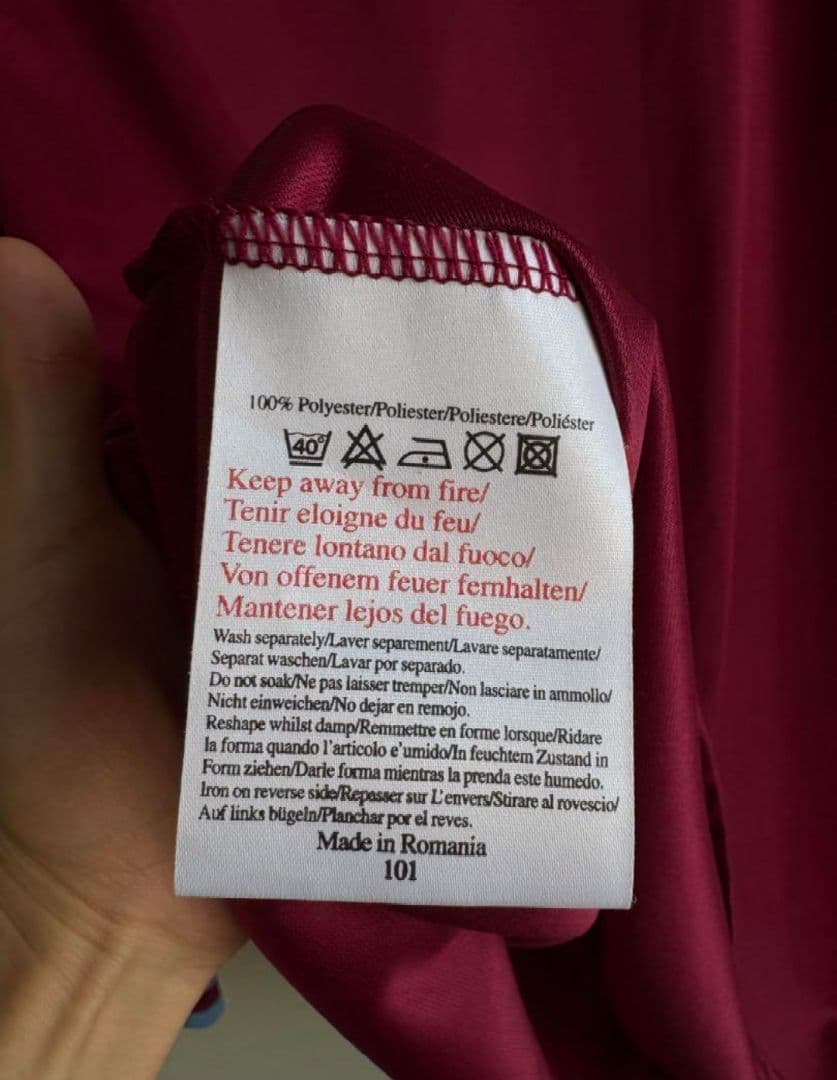 100% Polyester/Poliester/Poliestere/Poliéster
40°
Keep away from fire/
Tenir eloigne du feu/
Tenere lontano dal fuoco/
Von offenem feuer fernhalten/
Mantener lejos del fuego.
Wash separately/Laver separement/Lavare separatamente/
Separat waschen/Lavar por separado.
Do not soak/Ne pas laisser tremper/Non lasciare in ammollo/
Nicht einweichen/No dejar en remojo.
Reshape whilst damp/Remmettre en forme lorsque/Ridare
la forma quando l'articolo e'umido/In feuchtem Zustand in
Form ziehen/Darle forma mientras la prenda este humedo.
Iron on reverse side/Repasser sur L'envers/Stirare al rovescio/
Auf links bügeln/Planchar por el reves.
Made in Romania
101